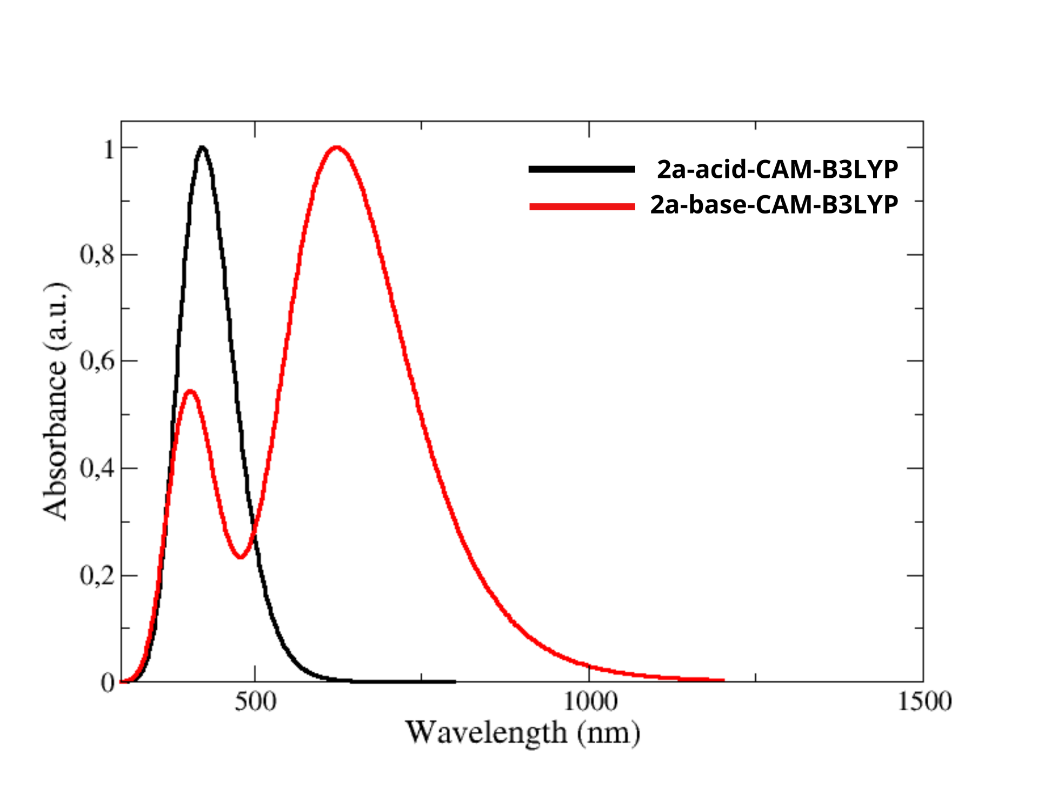 1
0,8
0,6
0,4
0,2
0
500
1000
1500
Absorbance (a.u.)
Wavelength (nm)
2a-acid-CAM-B3LYP
2a-base-CAM-B3LYP